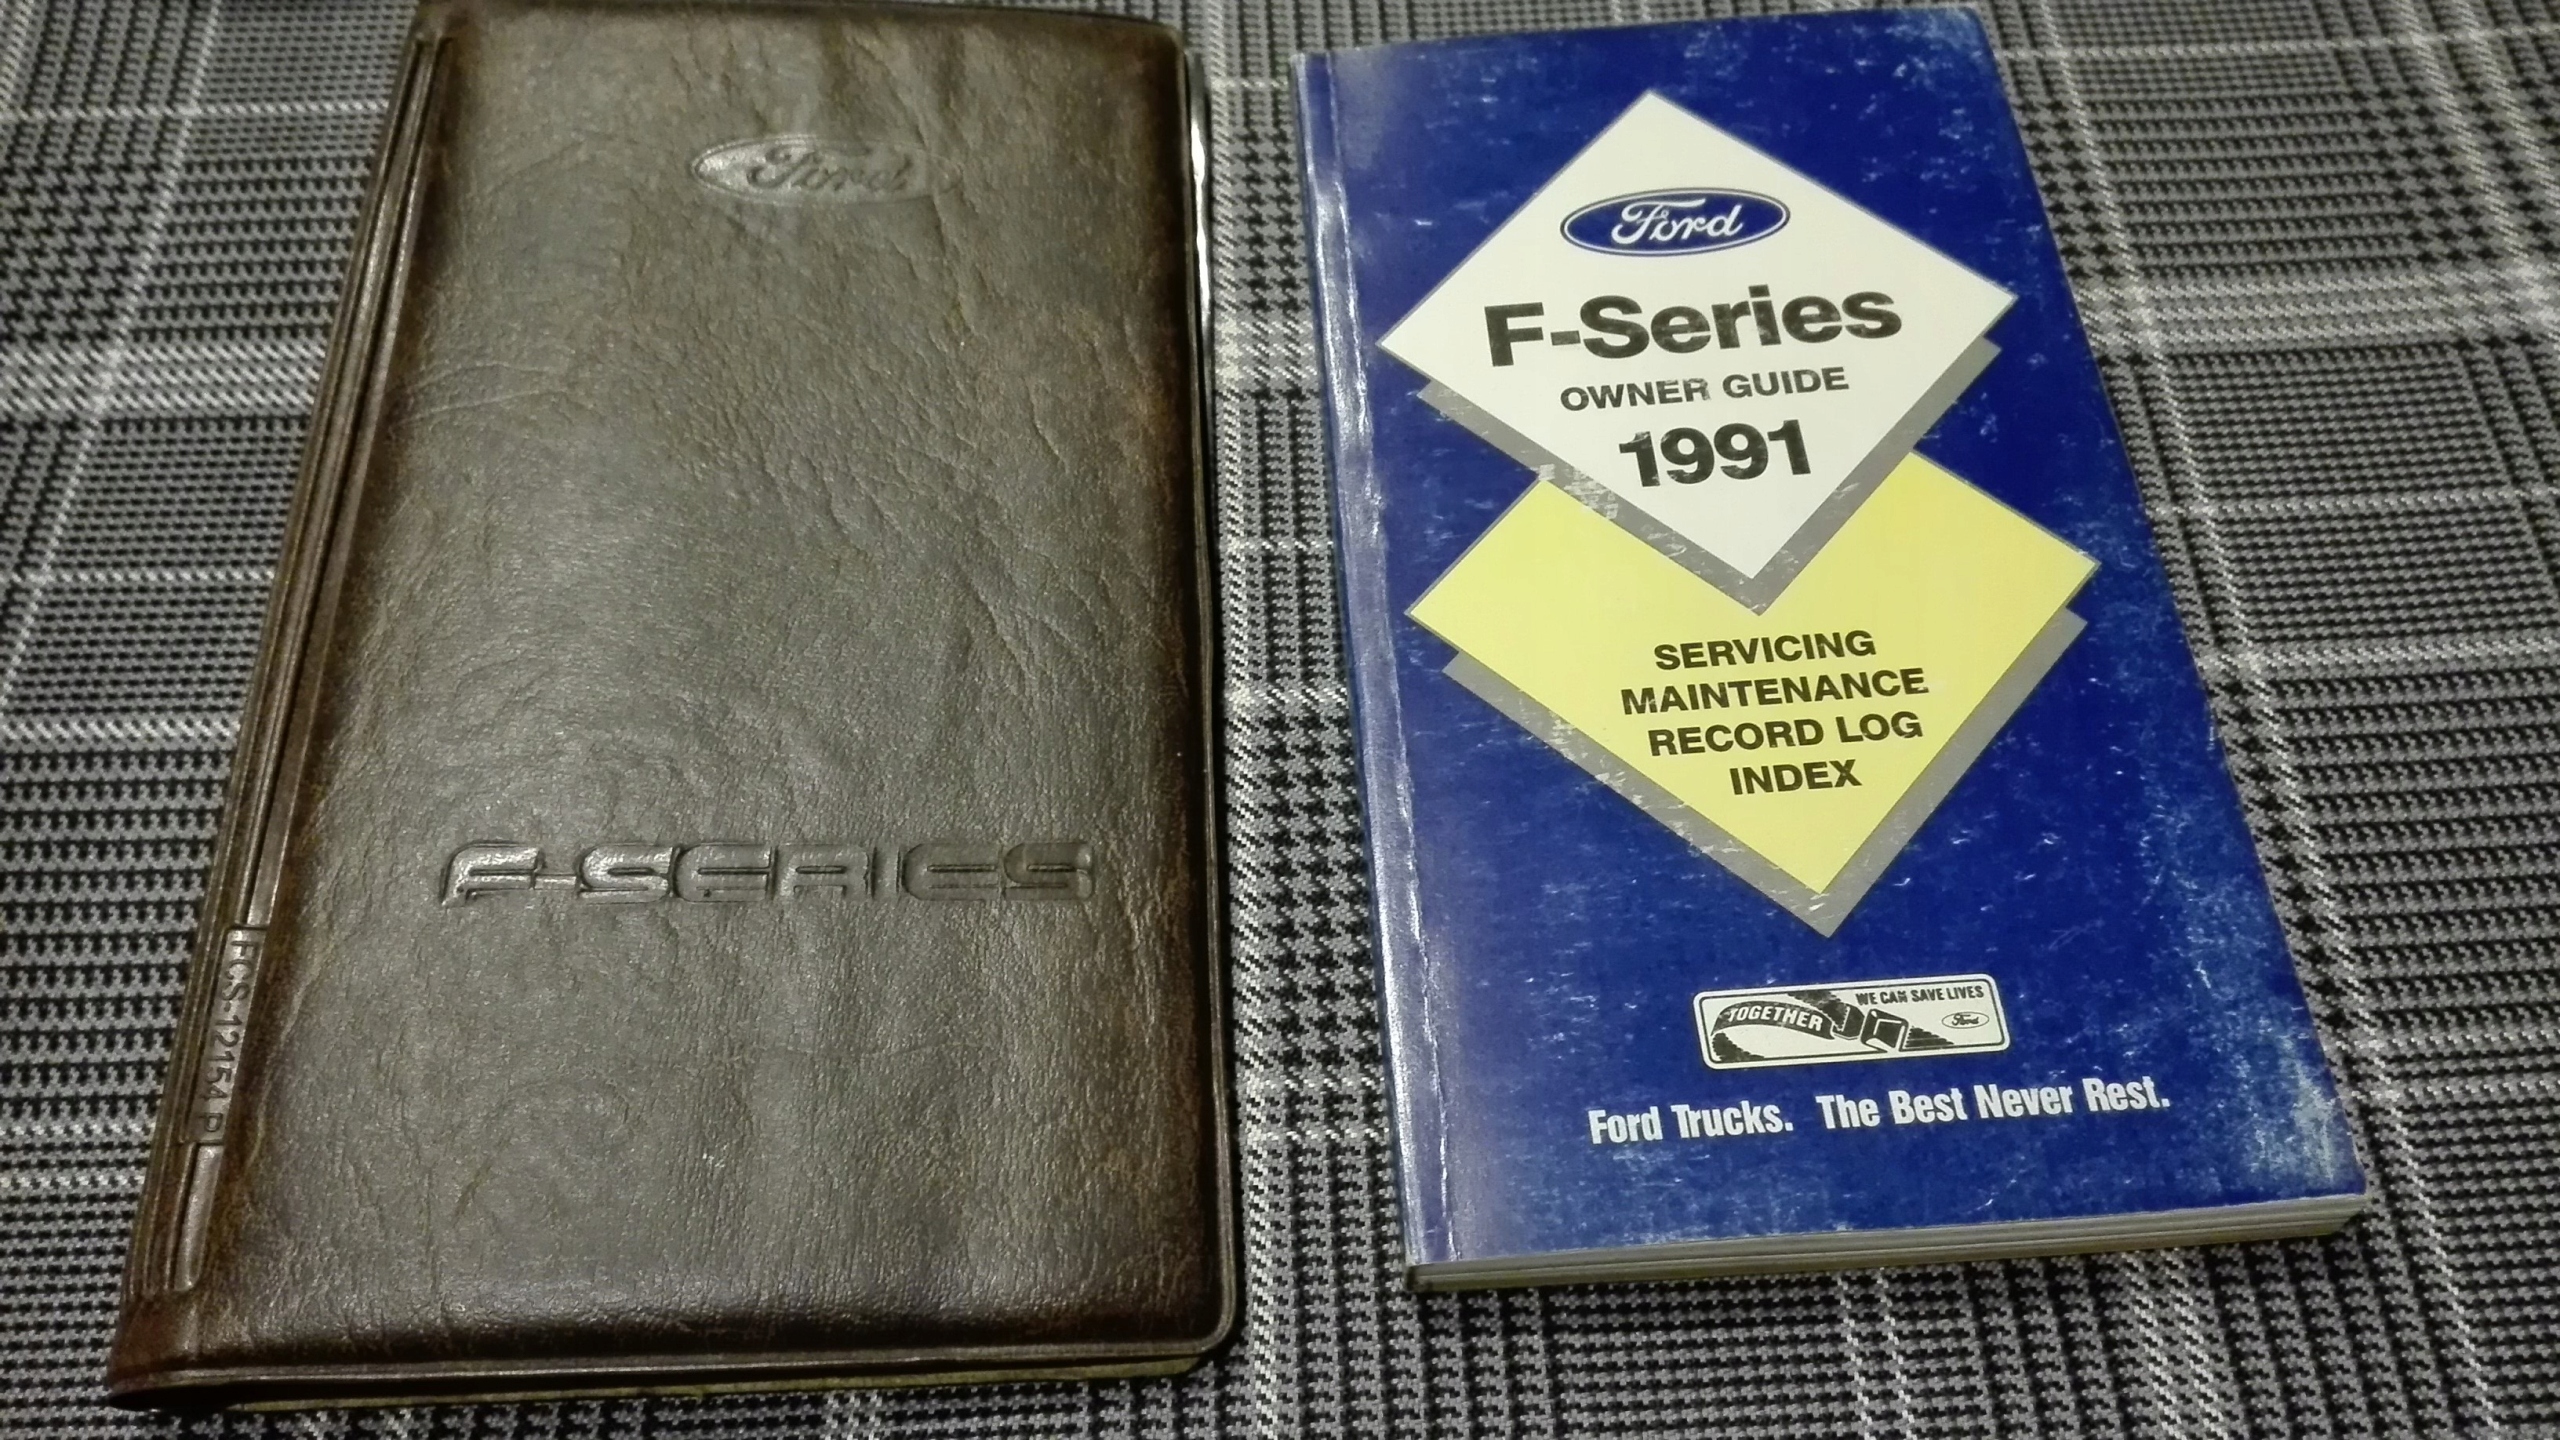 Ford
F-SERIES
FCS-12154 P
Ford
F-Series
OWNER GUIDE
1991
SERVICING
MAINTENANCE
RECORD LOG
INDEX
WE CAN SAVE LIVES
TOGETHER
Ford
Ford Trucks. The Best Never Rest.